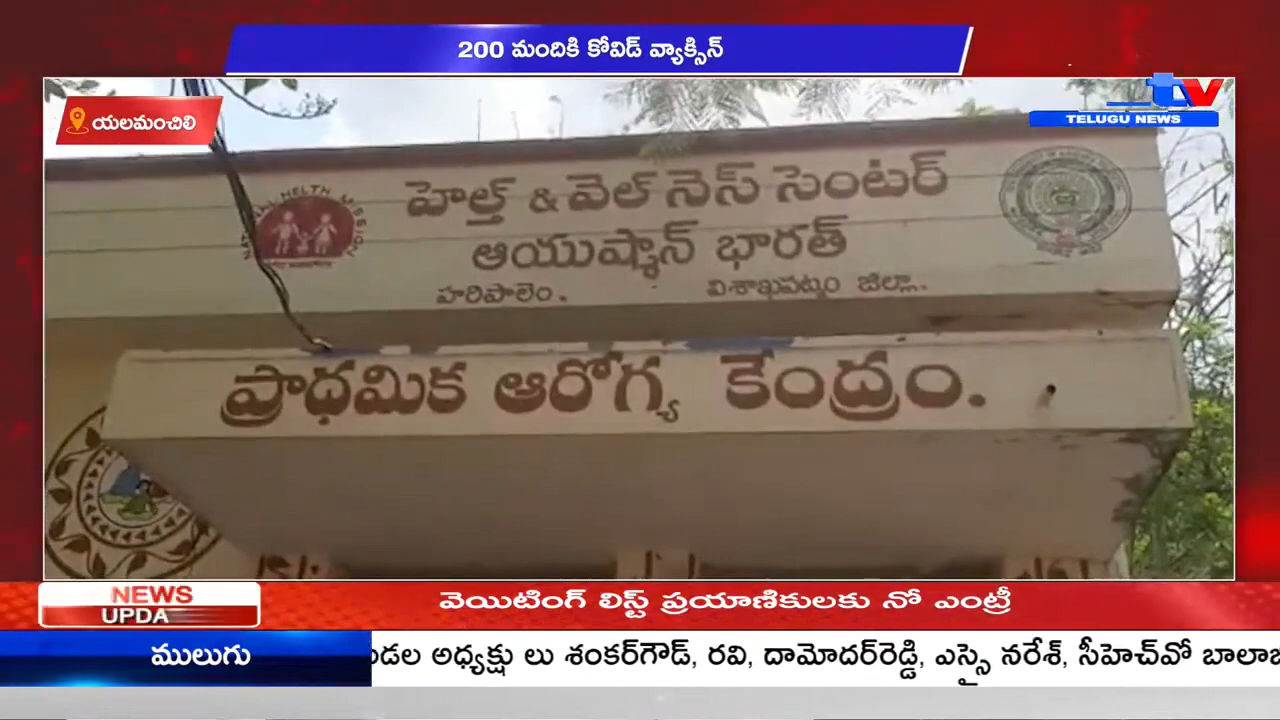 200 మందికి కోవిడ్ వ్యాక్సిన్
యలమంచిలి
tv
TELUGU NEWS
హెల్త్ & వెల్ నెస్ సెంటర్
ఆయుష్మాన్ భారత్
హరిపాలెం. విశాఖపట్నం జిల్లా.
ప్రాథమిక ఆరోగ్య కేంద్రం.
NEWS
UPDA
వెయిటింగ్ లిస్ట్ ప్రయాణికులకు నో ఎంట్రీ
ములుగు
అధ్యక్షు లు శంకర్‌గౌడ్, రవి, దామోదర్‌రెడ్డి, ఎస్సై నరేశ్, సీహెచ్‌వో